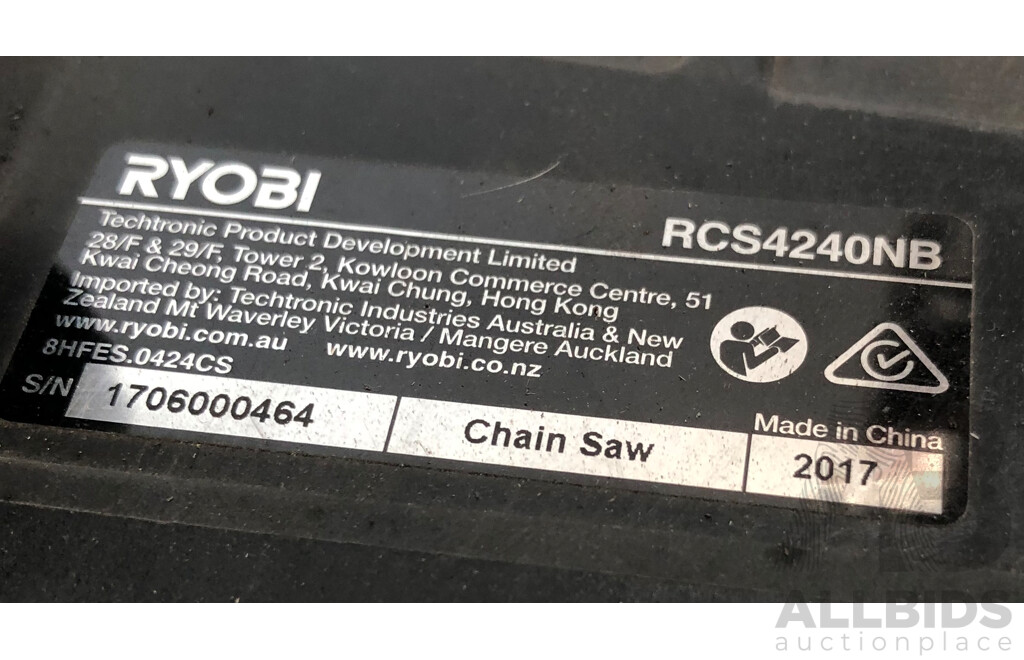 RYOBI
RCS4240NB
Techtronic Product Development Limited
28/F & 29/F, Tower 2, Kowloon Commerce Centre, 51
Kwai Cheong Road, Kwai Chung, Hong Kong
Imported by: Techtronic Industries Australia & New
Zealand Mt Waverley Victoria / Mangere Auckland
www.ryobi.com.au www.ryobi.co.nz
8HFES.0424CS
S/N 1706000464
Chain Saw
Made in China
2017
ALLBIDS
auctionplace